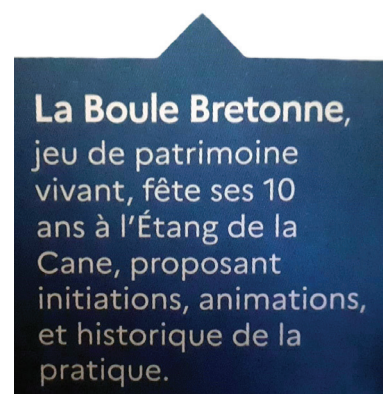 La Boule Bretonne,
jeu de patrimoine
vivant, fête ses 10
ans à l'Étang de la
Cane, proposant
initiations, animations,
et historique de la
pratique.